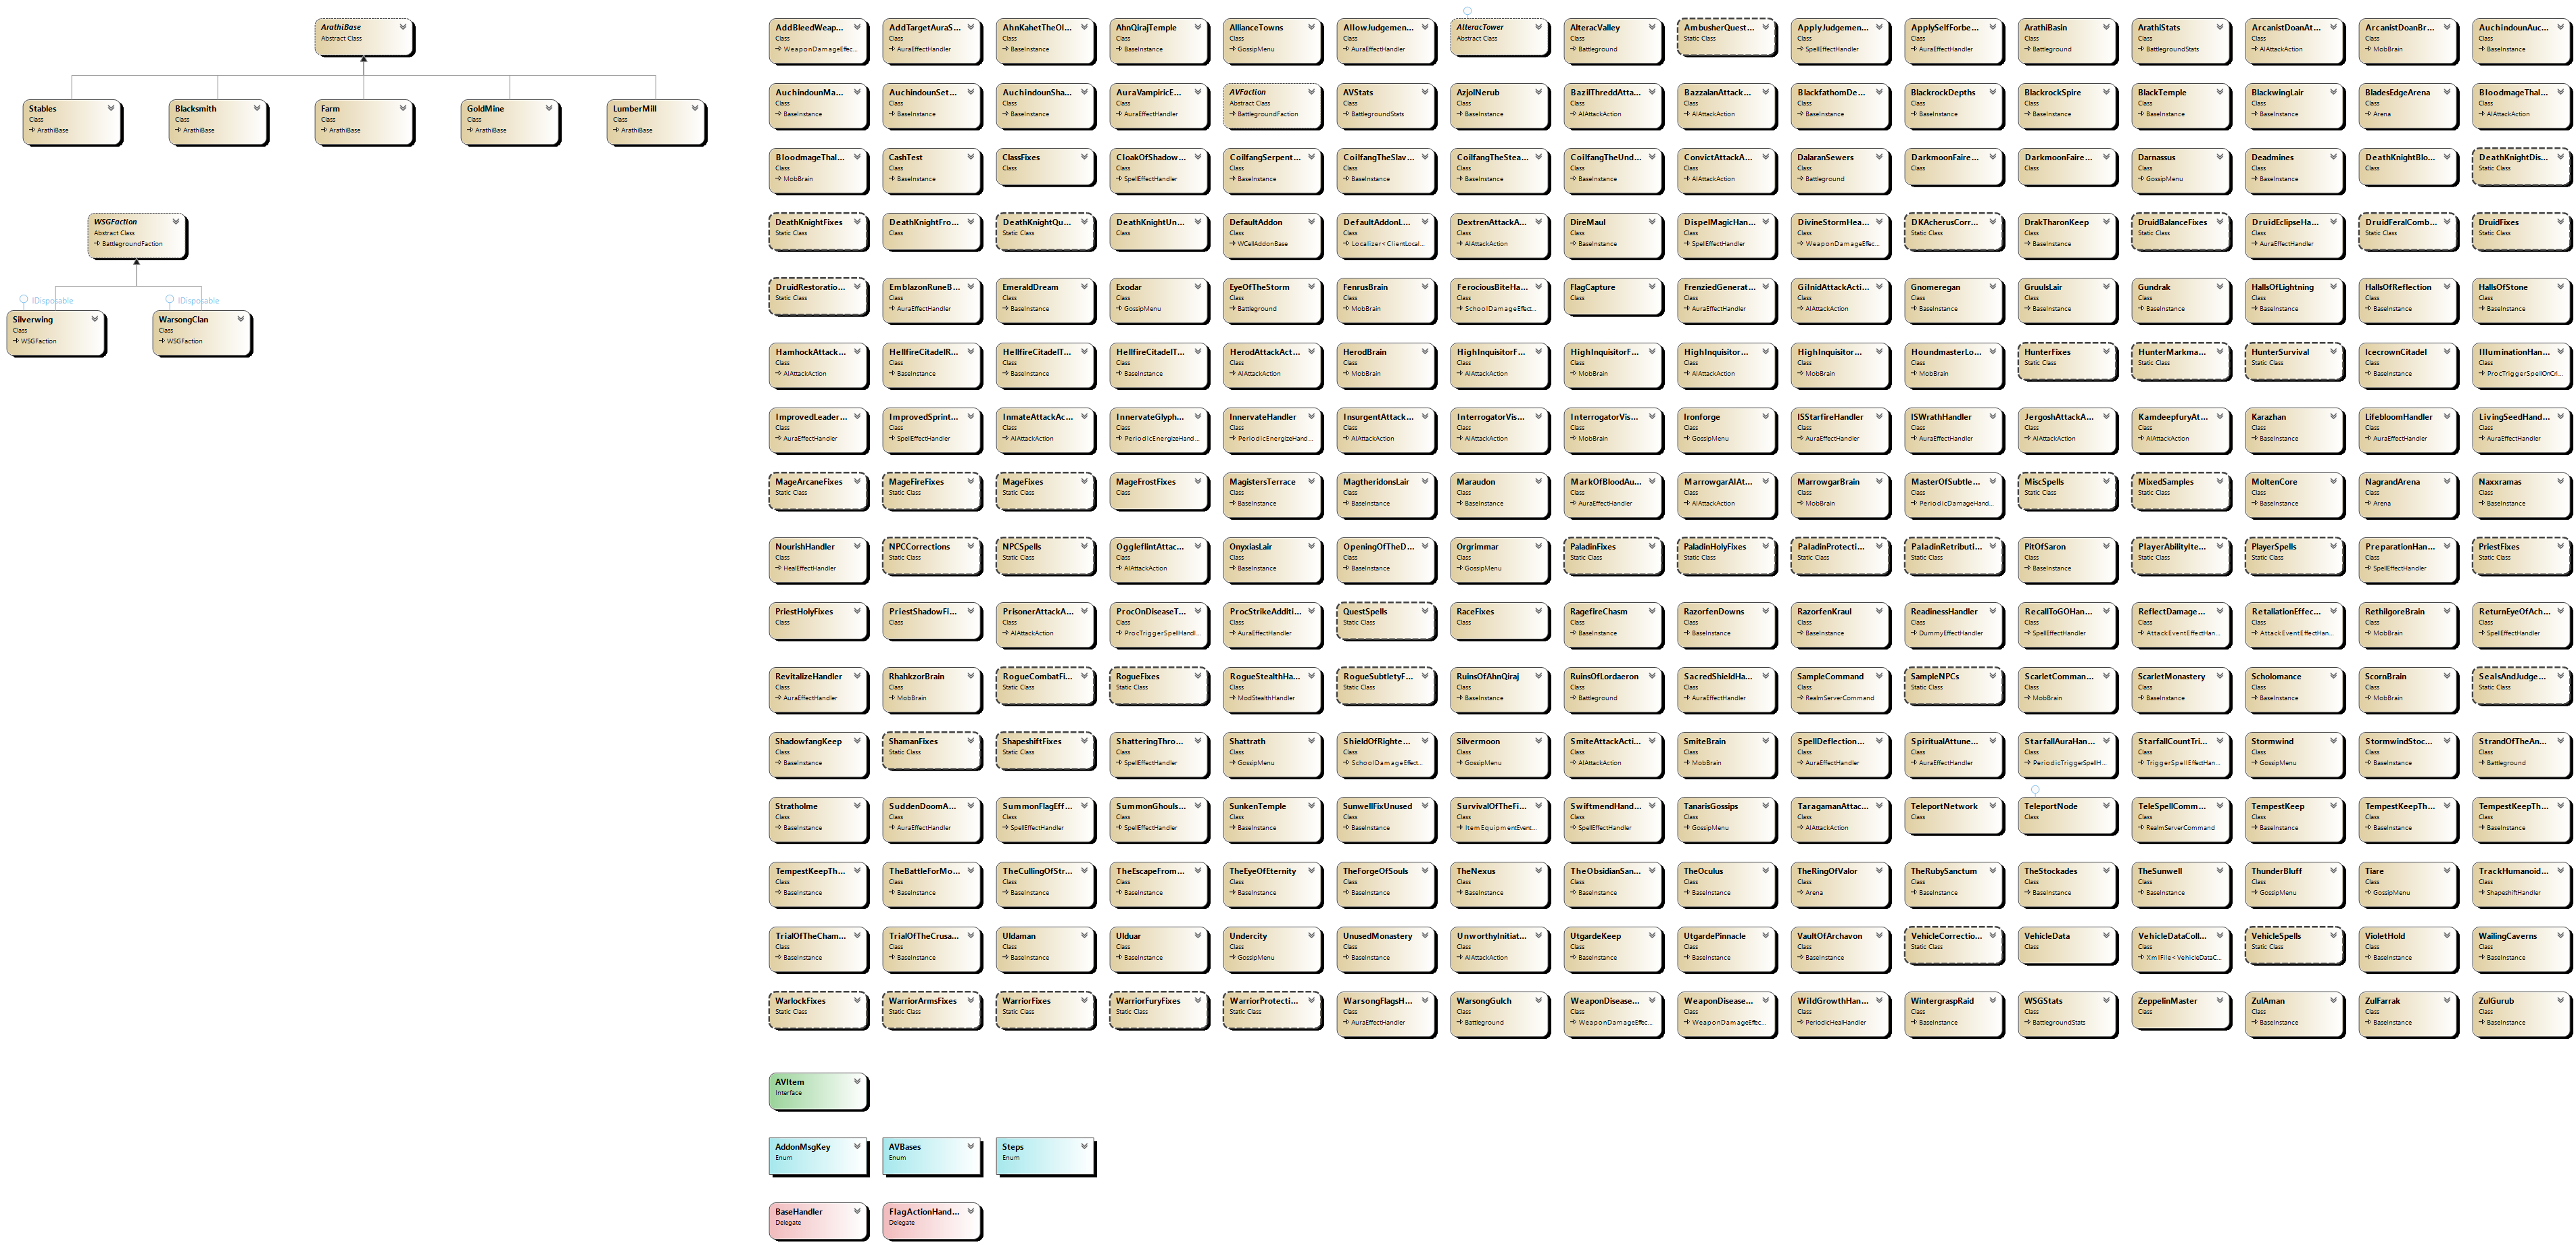 ArathiBase
Abstract Class
Stables
Class
ArathiBase
Blacksmith
Class
ArathiBase
Farm
Class
ArathiBase
GoldMine
Class
ArathiBase
LumberMill
Class
ArathiBase
WSGFaction
Abstract Class
BattlegroundFaction
IDisposable
IDisposable
Silverwing
Class
WSGFaction
WarsongClan
Class
WSGFaction
AddBleedWeap...
Class
WeaponDamageEffec...
AddTargetAuraS...
Class
AuraEffectHandler
AhnKahetTheOl...
Class
BaseInstance
AhnQirajTemple
Class
BaseInstance
AllianceTowns
Class
GossipMenu
AllowJudgemen...
Class
AuraEffectHandler
AlteracTower
Abstract Class
AlteracValley
Class
Battleground
AmbusherQuest...
Static Class
ApplyJudgemen...
Class
SpellEffectHandler
ApplySelfForbe...
Class
AuraEffectHandler
ArathiBasin
Class
Battleground
ArathiStats
Class
BattlegroundStats
ArcanistDoanAt...
Class
AIAttackAction
ArcanistDoanBr...
Class
MobBrain
AuchindounAuc...
Class
BaseInstance
AuchindounMa...
Class
BaseInstance
AuchindounSet...
Class
BaseInstance
AuchindounSha...
Class
BaseInstance
AuraVampiricE...
Class
AuraEffectHandler
AVFaction
Abstract Class
BattlegroundFaction
AVStats
Class
BattlegroundStats
AzjolNerub
Class
BaseInstance
BazilThreddAtta...
Class
AIAttackAction
BazzalanAttack...
Class
AIAttackAction
BlackfathomDe...
Class
BaseInstance
BlackrockDepths
Class
BaseInstance
BlackrockSpire
Class
BaseInstance
BlackTemple
Class
BaseInstance
BlackwingLair
Class
BaseInstance
BladesEdgeArena
Class
Arena
BloodmageThal...
Class
AIAttackAction
BloodmageThal...
Class
MobBrain
CashTest
Class
BaseInstance
ClassFixes
Class
CloakOfShadow...
Class
SpellEffectHandler
CoilfangSerpent...
Class
BaseInstance
CoilfangTheSlav...
Class
BaseInstance
CoilfangTheStea...
Class
BaseInstance
CoilfangTheUnd...
Class
BaseInstance
ConvictAttackA...
Class
AIAttackAction
DalaranSewers
Class
Battleground
DarkmoonFaire...
Class
DarkmoonFaire...
Class
Darnassus
Class
GossipMenu
Deadmines
Class
BaseInstance
DeathKnightBlo...
Class
DeathKnightDis...
Static Class
DeathKnightFixes
Static Class
DeathKnightFro...
Class
DeathKnightQu...
Static Class
DeathKnightUn...
Class
DefaultAddon
Class
WCellAddonBase
DefaultAddonL...
Class
Localizer<ClientLocal...
DextrenAttackA...
Class
AIAttackAction
DireMaul
Class
BaseInstance
DispelMagicHan...
Class
SpellEffectHandler
DivineStormHea...
Class
WeaponDamageEffec...
DKAcherusCorr...
Static Class
DrakTharonKeep
Class
BaseInstance
DruidBalanceFixes
Static Class
DruidEclipseHa...
Class
AuraEffectHandler
DruidFeralComb...
Static Class
DruidFixes
Static Class
DruidRestoratio...
Static Class
EmblazonRuneB...
Class
AuraEffectHandler
EmeraldDream
Class
BaseInstance
Exodar
Class
GossipMenu
EyeOfTheStorm
Class
Battleground
FenrusBrain
Class
MobBrain
FerociousBiteHa...
Class
SchoolDamageEffect...
FlagCapture
Class
FrenziedGenerat...
Class
AuraEffectHandler
GilnidAttackActi...
Class
AIAttackAction
Gnomeregan
Class
BaseInstance
GruulsLair
Class
BaseInstance
Gundrak
Class
BaseInstance
HallsOfLightning
Class
BaseInstance
HallsOfReflection
Class
BaseInstance
HallsOfStone
Class
BaseInstance
HamhockAttack...
Class
AIAttackAction
HellfireCitadelR...
Class
BaseInstance
HellfireCitadelT...
Class
BaseInstance
HellfireCitadelT...
Class
BaseInstance
HerodAttackAct...
Class
AIAttackAction
HerodBrain
Class
MobBrain
HighInquisitorF...
Class
AIAttackAction
HighInquisitorF...
Class
MobBrain
HighInquisitor...
Class
AIAttackAction
HighInquisitor...
Class
MobBrain
HoundmasterLo...
Class
MobBrain
HunterFixes
Static Class
HunterMarkma...
Static Class
HunterSurvival
Static Class
IcecrownCitadel
Class
BaseInstance
IlluminationHan...
Class
ProcTriggerSpellOnCri...
ImprovedLeader...
Class
AuraEffectHandler
ImprovedSprint...
Class
SpellEffectHandler
InmateAttackAc...
Class
AIAttackAction
InnervateGlyph...
Class
PeriodicEnergizeHand...
InnervateHandler
Class
PeriodicEnergizeHand...
InsurgentAttack...
Class
AIAttackAction
InterrogatorVis...
Class
AIAttackAction
InterrogatorVis...
Class
MobBrain
Ironforge
Class
GossipMenu
ISStarfireHandler
Class
AuraEffectHandler
ISWrathHandler
Class
AuraEffectHandler
JergoshAttackA...
Class
AIAttackAction
KamdeepfuryAt...
Class
AIAttackAction
Karazhan
Class
BaseInstance
LifebloomHandler
Class
AuraEffectHandler
LivingSeedHand...
Class
AuraEffectHandler
MageArcaneFixes
Static Class
MageFireFixes
Static Class
MageFixes
Static Class
MageFrostFixes
Class
MagistersTerrace
Class
BaseInstance
MagtheridonsLair
Class
BaseInstance
Maraudon
Class
BaseInstance
MarkOfBloodAu...
Class
AuraEffectHandler
MarrowgarAIAt...
Class
AIAttackAction
MarrowgarBrain
Class
MobBrain
MasterOfSubtle...
Class
PeriodicDamageHand...
MiscSpells
Static Class
MixedSamples
Static Class
MoltenCore
Class
BaseInstance
NagrandArena
Class
Arena
Naxxramas
Class
BaseInstance
NourishHandler
Class
HealEffectHandler
NPCCorrections
Static Class
NPCSpells
Static Class
OggleflintAttac...
Class
AIAttackAction
OnyxiasLair
Class
BaseInstance
OpeningOfTheD...
Class
BaseInstance
Orgrimmar
Class
GossipMenu
PaladinFixes
Static Class
PaladinHolyFixes
Static Class
PaladinProtecti...
Static Class
PaladinRetributi...
Static Class
PitOfSaron
Class
BaseInstance
PlayerAbilityIte...
Static Class
PlayerSpells
Static Class
PreparationHan...
Class
SpellEffectHandler
PriestFixes
Static Class
PriestHolyFixes
Class
PriestShadowFi...
Class
PrisonerAttackA...
Class
AIAttackAction
ProcOnDiseaseT...
Class
ProcTriggerSpellHandl...
ProcStrikeAdditi...
Class
AuraEffectHandler
QuestSpells
Static Class
RaceFixes
Class
RagefireChasm
Class
BaseInstance
RazorfenDowns
Class
BaseInstance
RazorfenKraul
Class
BaseInstance
ReadinessHandler
Class
DummyEffectHandler
RecallToGOHan...
Class
SpellEffectHandler
ReflectDamage...
Class
AttackEventEffectHan...
RetaliationEffec...
Class
AttackEventEffectHan...
RethilgoreBrain
Class
MobBrain
ReturnEyeOfAch...
Class
SpellEffectHandler
RevitalizeHandler
Class
AuraEffectHandler
RhahkzorBrain
Class
MobBrain
RogueCombatFi...
Static Class
RogueFixes
Static Class
RogueStealthHa...
Class
ModStealthHandler
RogueSubtletyF...
Static Class
RuinsOfAhnQiraj
Class
BaseInstance
RuinsOfLordaeron
Class
Battleground
SacredShieldHa...
Class
AuraEffectHandler
SampleCommand
Class
RealmServerCommand
SampleNPCs
Static Class
ScarletComman...
Class
MobBrain
ScarletMonastery
Class
BaseInstance
Scholomance
Class
BaseInstance
ScornBrain
Class
MobBrain
SealsAndJudge...
Static Class
ShadowfangKeep
Class
BaseInstance
ShamanFixes
Static Class
ShapeshiftFixes
Static Class
ShatteringThro...
Class
SpellEffectHandler
Shattrath
Class
GossipMenu
ShieldOfRighte...
Class
SchoolDamageEffect...
Silvermoon
Class
GossipMenu
SmiteAttackActi...
Class
AIAttackAction
SmiteBrain
Class
MobBrain
SpellDeflection...
Class
AuraEffectHandler
SpiritualAttune...
Class
AuraEffectHandler
StarfallAuraHan...
Class
PeriodicTriggerSpellH...
StarfallCountTri...
Class
TriggerSpellEffectHan...
Stormwind
Class
GossipMenu
StormwindStoc...
Class
BaseInstance
StrandOfTheAn...
Class
Battleground
Stratholme
Class
BaseInstance
SuddenDoomA...
Class
AuraEffectHandler
SummonFlagEff...
Class
SpellEffectHandler
SummonGhouls...
Class
SpellEffectHandler
SunkenTemple
Class
BaseInstance
SunwellFixUnused
Class
BaseInstance
SurvivalOfTheFi...
Class
ItemEquipmentEvent...
SwiftmendHand...
Class
SpellEffectHandler
TanarisGossips
Class
GossipMenu
TaragamanAttac...
Class
AIAttackAction
TeleportNetwork
Class
TeleportNode
Class
TeleSpellComm...
Class
RealmServerCommand
TempestKeep
Class
BaseInstance
TempestKeepTh...
Class
BaseInstance
TempestKeepTh...
Class
BaseInstance
TempestKeepTh...
Class
BaseInstance
TheBattleForMo...
Class
BaseInstance
TheCullingOfStr...
Class
BaseInstance
TheEscapeFrom...
Class
BaseInstance
TheEyeOfEternity
Class
BaseInstance
TheForgeOfSouls
Class
BaseInstance
TheNexus
Class
BaseInstance
TheObsidianSan...
Class
BaseInstance
TheOculus
Class
BaseInstance
TheRingOfValor
Class
Arena
TheRubySanctum
Class
BaseInstance
TheStockades
Class
BaseInstance
TheSunwell
Class
BaseInstance
ThunderBluff
Class
GossipMenu
Tiare
Class
GossipMenu
TrackHumanoid...
Class
ShapeshiftHandler
TrialOfTheCham...
Class
BaseInstance
TrialOfTheCrusa...
Class
BaseInstance
Uldaman
Class
BaseInstance
Ulduar
Class
BaseInstance
Undercity
Class
GossipMenu
UnusedMonastery
Class
BaseInstance
UnworthyInitiat...
Class
AIAttackAction
UtgardeKeep
Class
BaseInstance
UtgardePinnacle
Class
BaseInstance
VaultOfArchavon
Class
BaseInstance
VehicleCorrectio...
Static Class
VehicleData
Class
VehicleDataColl...
Class
XmlFile<VehicleDataC...
VehicleSpells
Static Class
VioletHold
Class
BaseInstance
WailingCaverns
Class
BaseInstance
WarlockFixes
Static Class
WarriorArmsFixes
Static Class
WarriorFixes
Static Class
WarriorFuryFixes
Static Class
WarriorProtecti...
Static Class
WarsongFlagsH...
Class
AuraEffectHandler
WarsongGulch
Class
Battleground
WeaponDisease...
Class
WeaponDamageEffec...
WeaponDisease...
Class
WeaponDamageEffec...
WildGrowthHan...
Class
PeriodicHealHandler
WintergraspRaid
Class
BaseInstance
WSGStats
Class
BattlegroundStats
ZeppelinMaster
Class
ZulAman
Class
BaseInstance
ZulFarrak
Class
BaseInstance
ZulGurub
Class
BaseInstance
AVItem
Interface
AddonMsgKey
Enum
AVBases
Enum
Steps
Enum
BaseHandler
Delegate
FlagActionHand...
Delegate